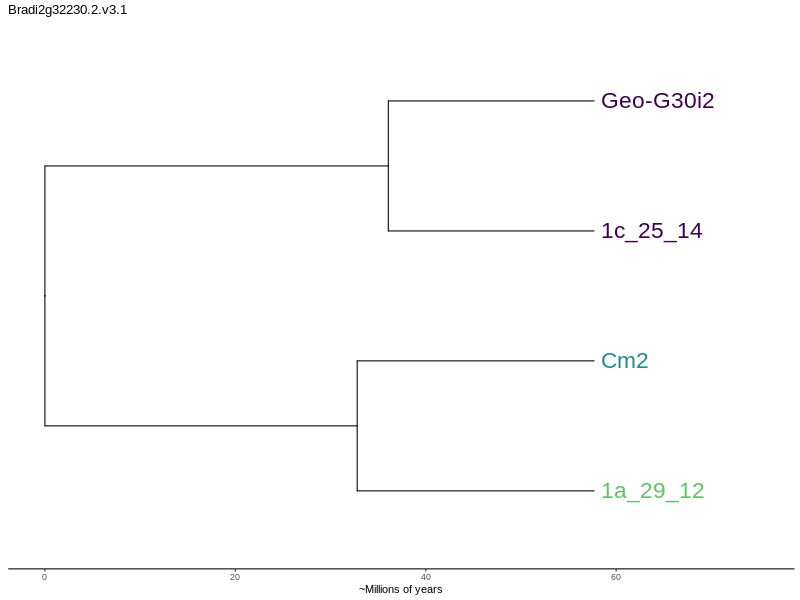 Bradi2g32230.2.v3.1
Geo-G30i2
1c_25_14
Cm2
1a_29_12
0 20 40 60
~Millions of years